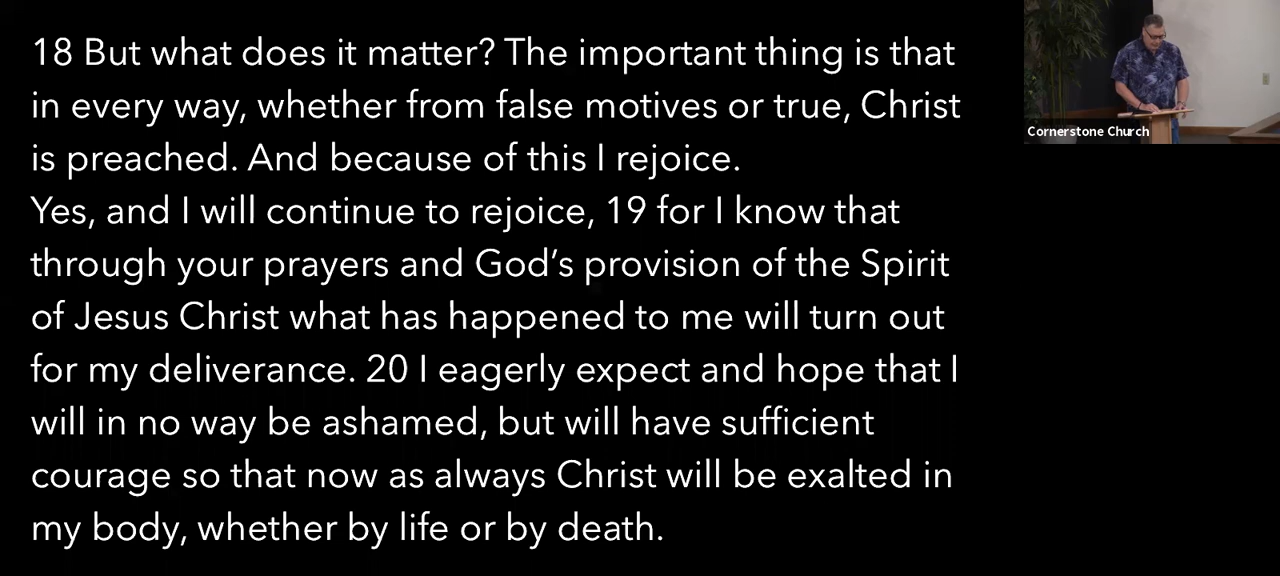 18 But what does it matter? The important thing is that
in every way, whether from false motives or true, Christ
is preached. And because of this I rejoice.
Yes, and I will continue to rejoice, 19 for I know that
through your prayers and God’s provision of the Spirit
of Jesus Christ what has happened to me will turn out
for my deliverance. 20 I eagerly expect and hope that I
will in no way be ashamed, but will have sufficient
courage so that now as always Christ will be exalted in
my body, whether by life or by death.
Cornerstone Church